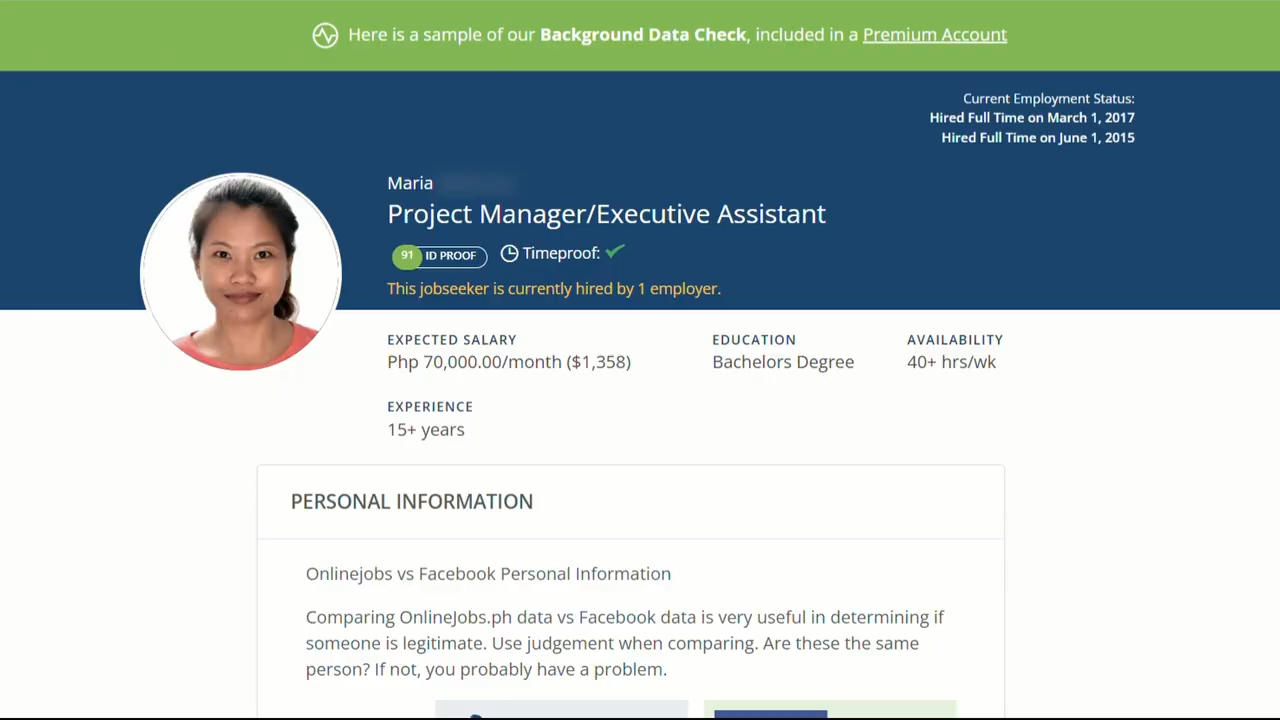 Here is a sample of our Background Data Check, included in a Premium Account
Current Employment Status:
Hired Full Time on March 1, 2017
Hired Full Time on June 1, 2015
Maria
Project Manager/Executive Assistant
91 ID PROOF Timeproof:
This jobseeker is currently hired by 1 employer.
EXPECTED SALARY EDUCATION AVAILABILITY
Php 70,000.00/month ($1,358) Bachelors Degree 40+ hrs/wk
EXPERIENCE
15+ years
PERSONAL INFORMATION
Onlinejobs vs Facebook Personal Information
Comparing OnlineJobs.ph data vs Facebook data is very useful in determining if
someone is legitimate. Use judgement when comparing. Are these the same
person? If not, you probably have a problem.